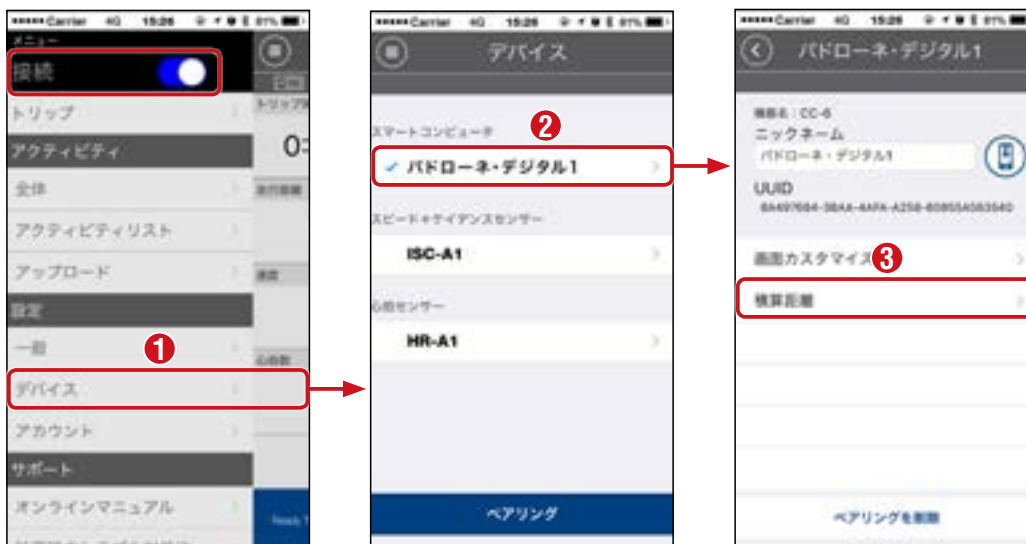 Carrier 4G 15:26 81%
メニュー
接続
トリップ
アクティビティ
全体
アクティビティリスト
アップロード
設定
一般
1
デバイス
アカウント
サポート
オンラインマニュアル
0:
速度
心拍数
Carrier 4G 15:26 81%
デバイス
スマートコンピュータ
2
パドローネ・デジタル1
スピード+ケイデンスセンサー
ISC-A1
心拍センサー
HR-A1
ペアリング
Carrier 4G 15:26 81%
パドローネ・デジタル1
機器名:CC-6
ニックネーム
パドローネ・デジタル1
UUID
画面カスタマイズ
3
積算距離
ペアリングを削除